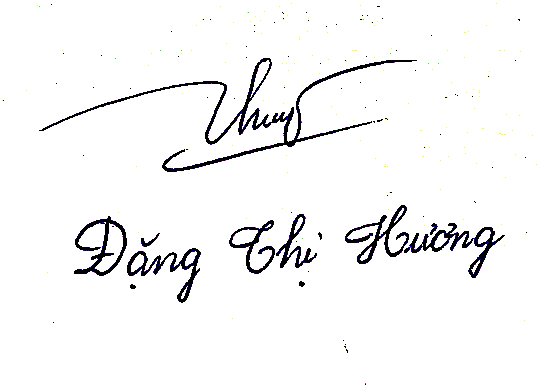 Đặng Thị Hương